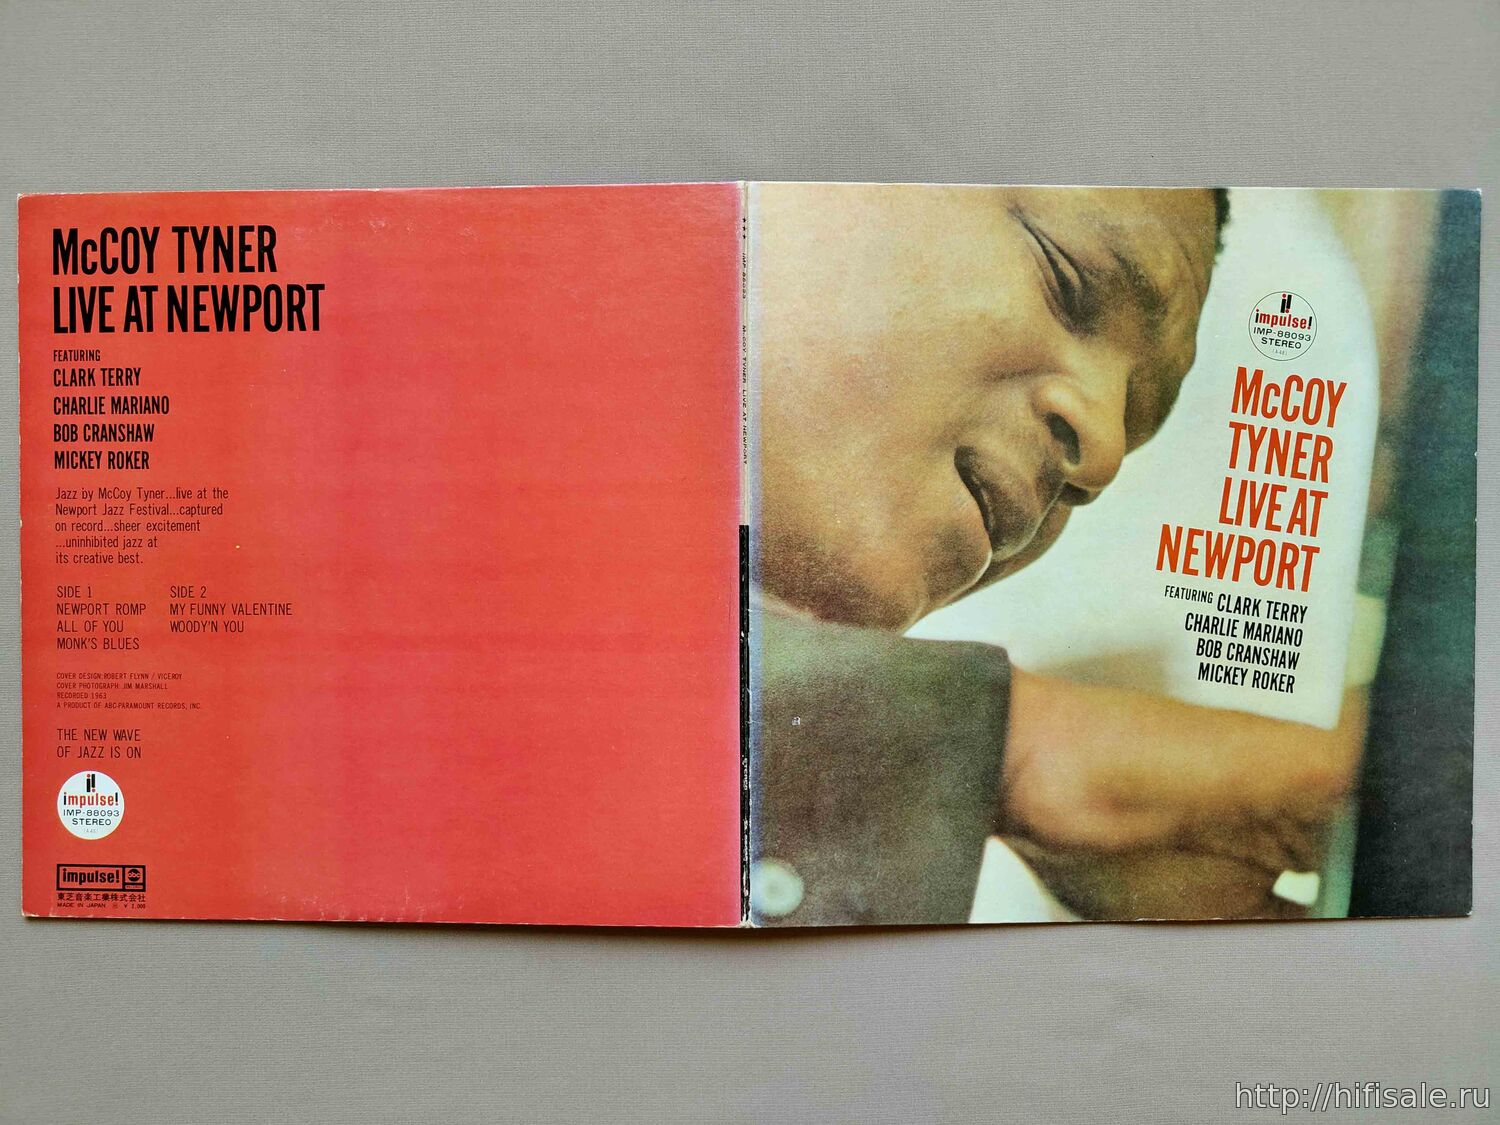 McCOY TYNER
LIVE AT NEWPORT
FEATURING
CLARK TERRY
CHARLIE MARIANO
BOB CRANSHAW
MICKEY ROKER
Jazz by McCoy Tyner...live at the
Newport Jazz Festival...captured
on record...sheer excitement
...uninhibited jazz at
its creative best.
SIDE 1
NEWPORT ROMP
ALL OF YOU
MONK'S BLUES
SIDE 2
MY FUNNY VALENTINE
WOODY'N YOU
COVER DESIGN: ROBERT FLYNN / VICEROY
COVER PHOTOGRAPH: JIM MARSHALL
RECORDED 1963
A PRODUCT OF ABC-PARAMOUNT RECORDS, INC.
THE NEW WAVE
OF JAZZ IS ON
impulse!
IMP-88093
STEREO
impulse! abc
東芝音楽工業株式会社
MADE IN JAPAN Ⓗ ¥ 2,000
IMP-88093 McCOY TYNER LIVE AT NEWPORT
STEREO
impulse!
IMP-88093
STEREO
McCOY
TYNER
LIVE AT
NEWPORT
FEATURING CLARK TERRY
CHARLIE MARIANO
BOB CRANSHAW
MICKEY ROKER
http://hifisale.ru